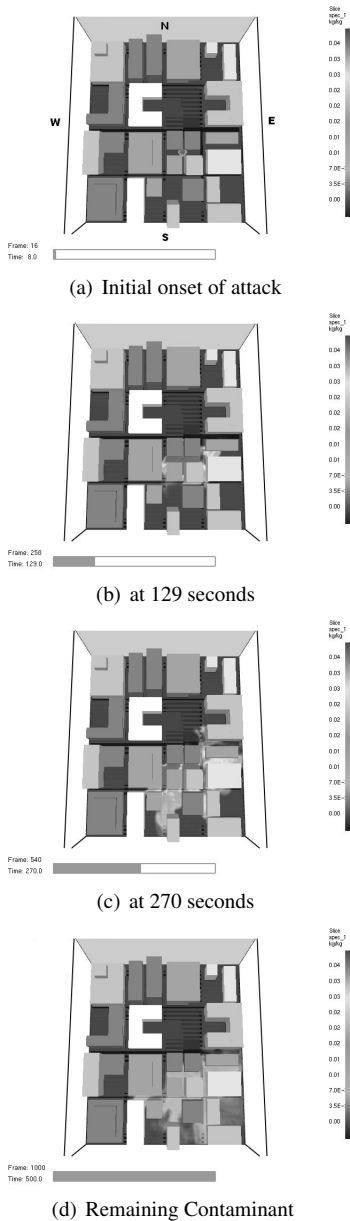 N
W
E
S
Slice
spec_1
kg/kg
0.04
0.04
0.03
0.02
0.02
0.02
0.01
0.01
7.0E-
3.5E-
0.00
Frame: 16
Time: 8.0
(a) Initial onset of attack
Slice
spec_1
kg/kg
0.04
0.04
0.03
0.02
0.02
0.02
0.01
0.01
7.0E-
3.5E-
0.00
Frame: 258
Time: 129.0
(b) at 129 seconds
Slice
spec_1
kg/kg
0.04
0.04
0.03
0.02
0.02
0.02
0.01
0.01
7.0E-
3.5E-
0.00
Frame: 540
Time: 270.0
(c) at 270 seconds
Slice
spec_1
kg/kg
0.04
0.04
0.03
0.02
0.02
0.02
0.01
0.01
7.0E-
3.5E-
0.00
Frame: 1000
Time: 500.0
(d) Remaining Contaminant